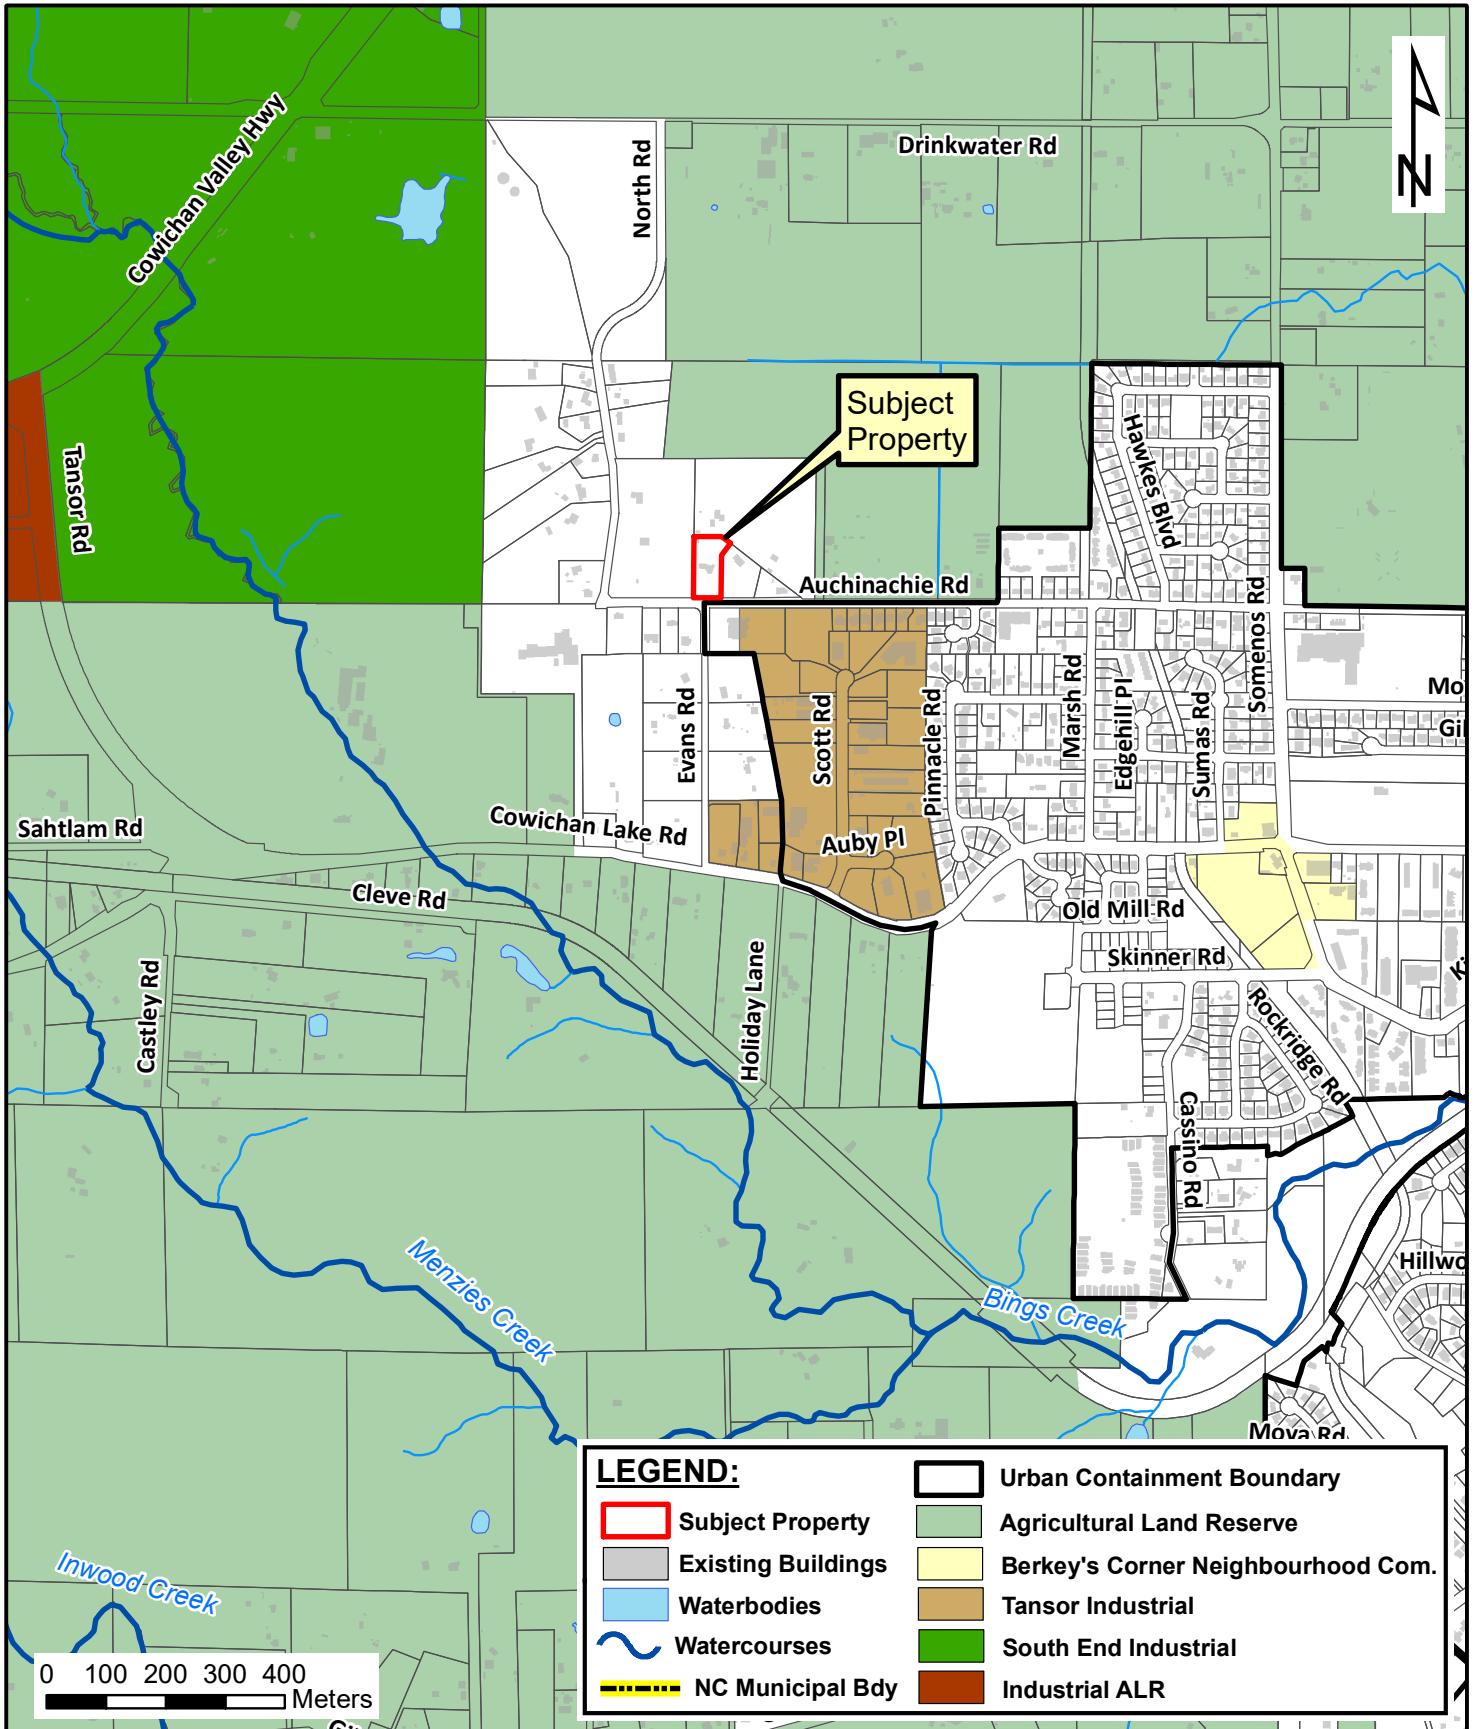 Cowichan Valley Hwy
North Rd
Drinkwater Rd
N
Subject
Property
Tansor Rd
Hawkes Blvd
Auchinachie Rd
Somenos Rd
Evans Rd
Scott Rd
Pinnacle Rd
Marsh Rd
Edgehill Pl
Sumas Rd
Mo
Gil
Sahtlam Rd
Cowichan Lake Rd
Auby Pl
Cleve Rd
Old Mill Rd
Skinner Rd
Castley Rd
Holiday Lane
Rockridge Rd
Cassino Rd
Menzies Creek
Bings Creek
Hillwo
Mova Rd
Inwood Creek
LEGEND:
Subject Property
Existing Buildings
Waterbodies
Watercourses
NC Municipal Bdy
Urban Containment Boundary
Agricultural Land Reserve
Berkey's Corner Neighbourhood Com.
Tansor Industrial
South End Industrial
Industrial ALR
0 100 200 300 400
Meters